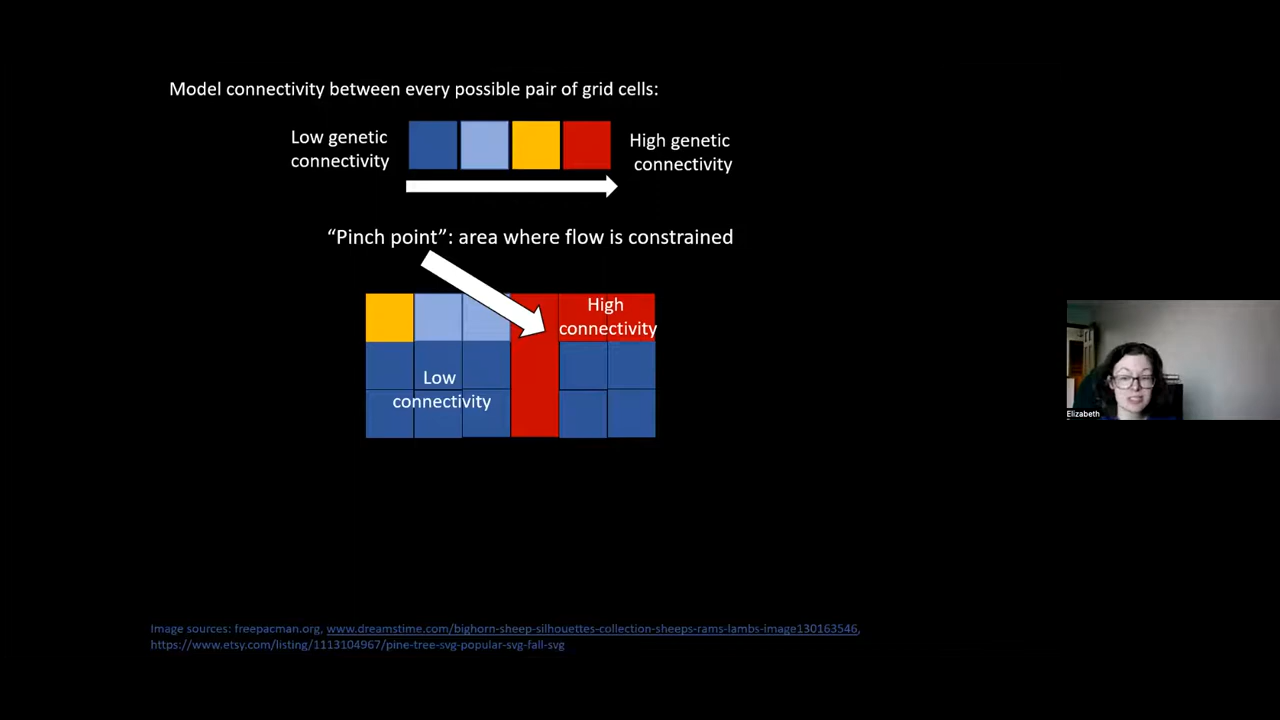 Model connectivity between every possible pair of grid cells:
Low genetic
connectivity
High genetic
connectivity
“Pinch point”: area where flow is constrained
High
connectivity
Low
connectivity
Elizabeth
Image sources: freepacman.org, www.dreamstime.com/bighorn-sheep-silhouettes-collection-sheeps-rams-lambs-image130163546,
https://www.etsy.com/listing/1113104967/pine-tree-svg-popular-svg-fall-svg